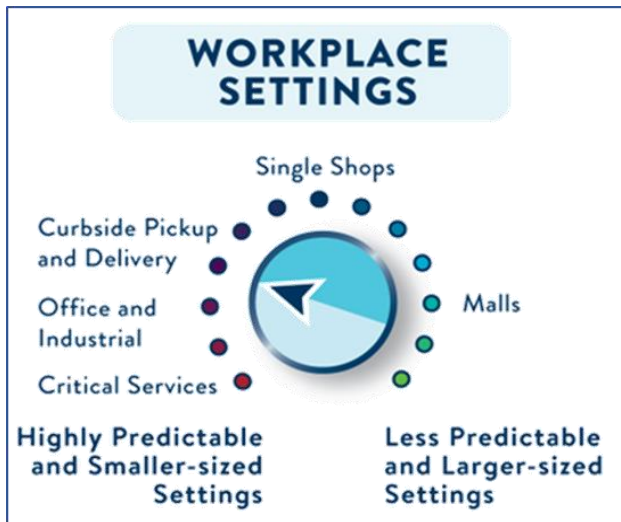 WORKPLACE
SETTINGS
Single Shops
Curbside Pickup
and Delivery
Office and
Industrial
Malls
Critical Services
Highly Predictable
and Smaller-sized
Settings
Less Predictable
and Larger-sized
Settings